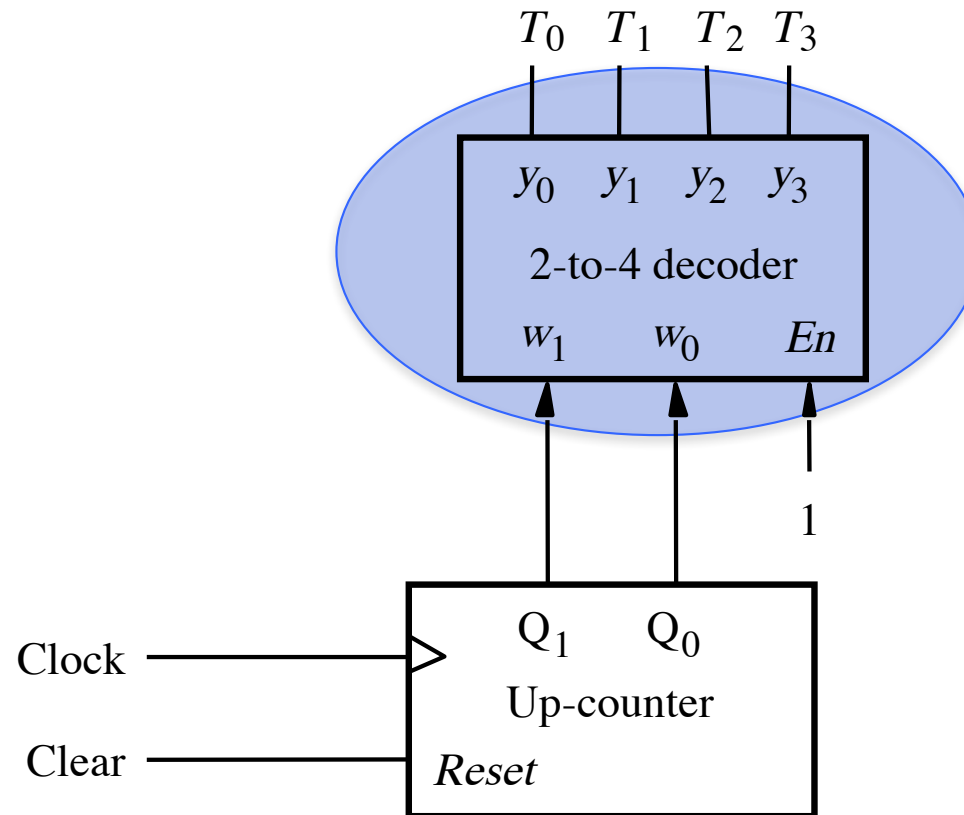 T0 T1 T2 T3
y0 y1 y2 y3
2-to-4 decoder
w1 w0 En
1
Q1 Q0
Clock
Up-counter
Clear
Reset